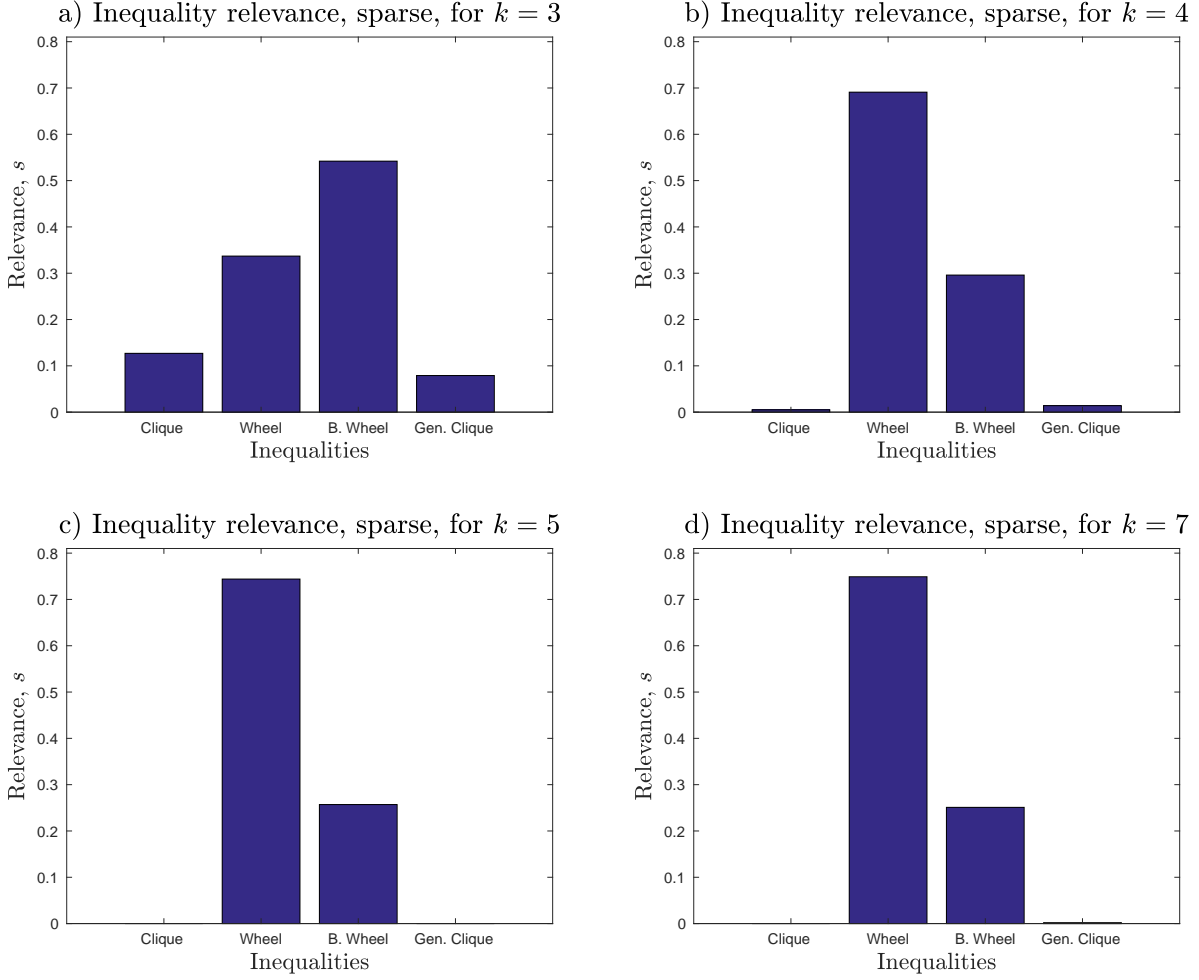 a) Inequality relevance, sparse, for k = 3
0.8
0.7
0.6
0.5
0.4
0.3
0.2
0.1
0
Relevance, s
Clique Wheel B. Wheel Gen. Clique
Inequalities
b) Inequality relevance, sparse, for k = 4
0.8
0.7
0.6
0.5
0.4
0.3
0.2
0.1
0
Relevance, s
Clique Wheel B. Wheel Gen. Clique
Inequalities
c) Inequality relevance, sparse, for k = 5
0.8
0.7
0.6
0.5
0.4
0.3
0.2
0.1
0
Relevance, s
Clique Wheel B. Wheel Gen. Clique
Inequalities
d) Inequality relevance, sparse, for k = 7
0.8
0.7
0.6
0.5
0.4
0.3
0.2
0.1
0
Relevance, s
Clique Wheel B. Wheel Gen. Clique
Inequalities